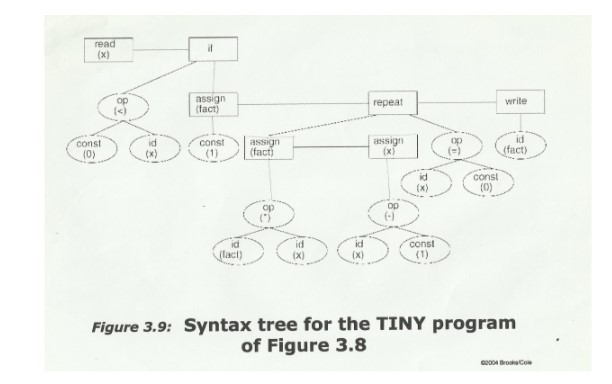 read
(x)
if
op
(<)
assign
(fact)
repeat
write
const
(0)
id
(x)
const
(1)
assign
(fact)
assign
(x)
op
(=)
id
(fact)
id
(x)
const
(0)
op
(*)
op
(-)
id
(fact)
id
(x)
id
(x)
const
(1)
Figure 3.9: Syntax tree for the TINY program
of Figure 3.8
©2004 Brooks/Cole